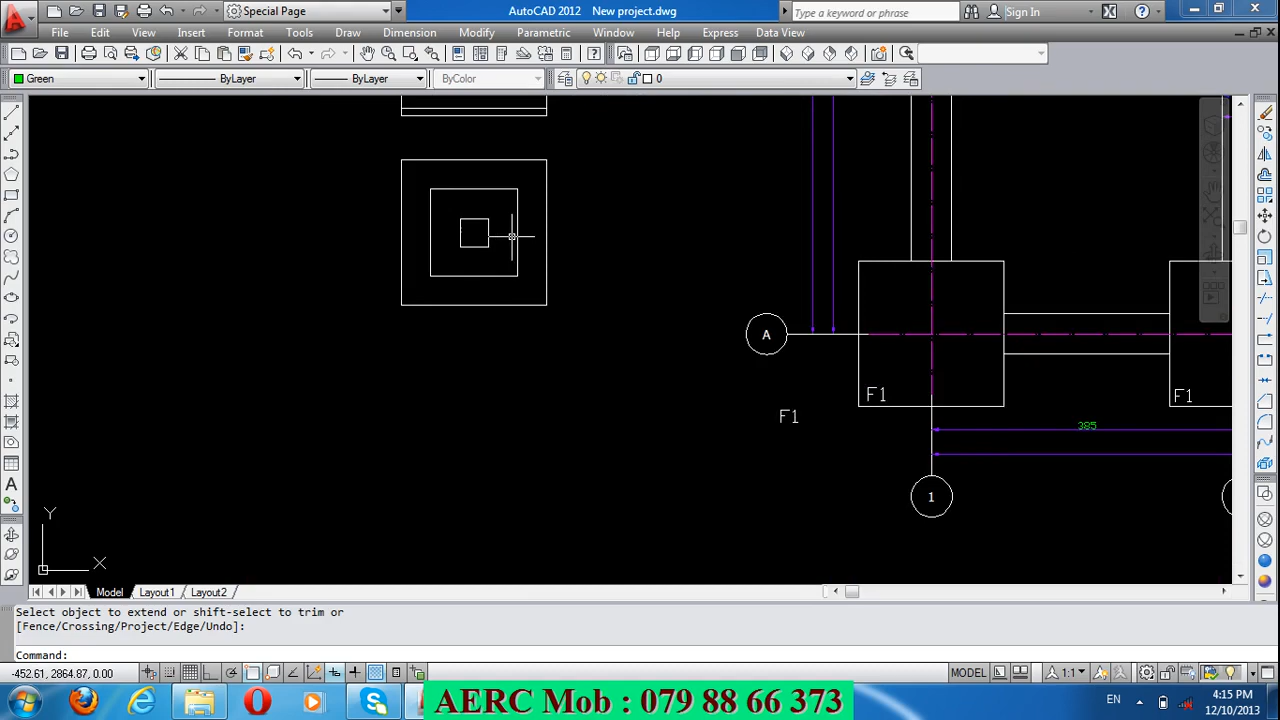 Special Page
AutoCAD 2012 New project.dwg
Type a keyword or phrase
Sign In
File Edit View Insert Format Tools Draw Dimension Modify Parametric Window Help Express Data View
Green
ByLayer
ByLayer
ByColor
0
A
F1
F1
F1
385
1
Y
X
Model Layout1 Layout2
Select object to extend or shift-select to trim or
[Fence/Crossing/Project/Edge/Undo]:
Command:
-452.61, 2864.87, 0.00
MODEL
1:1
AERC Mob : 079 88 66 373
EN
4:15 PM
12/10/2013